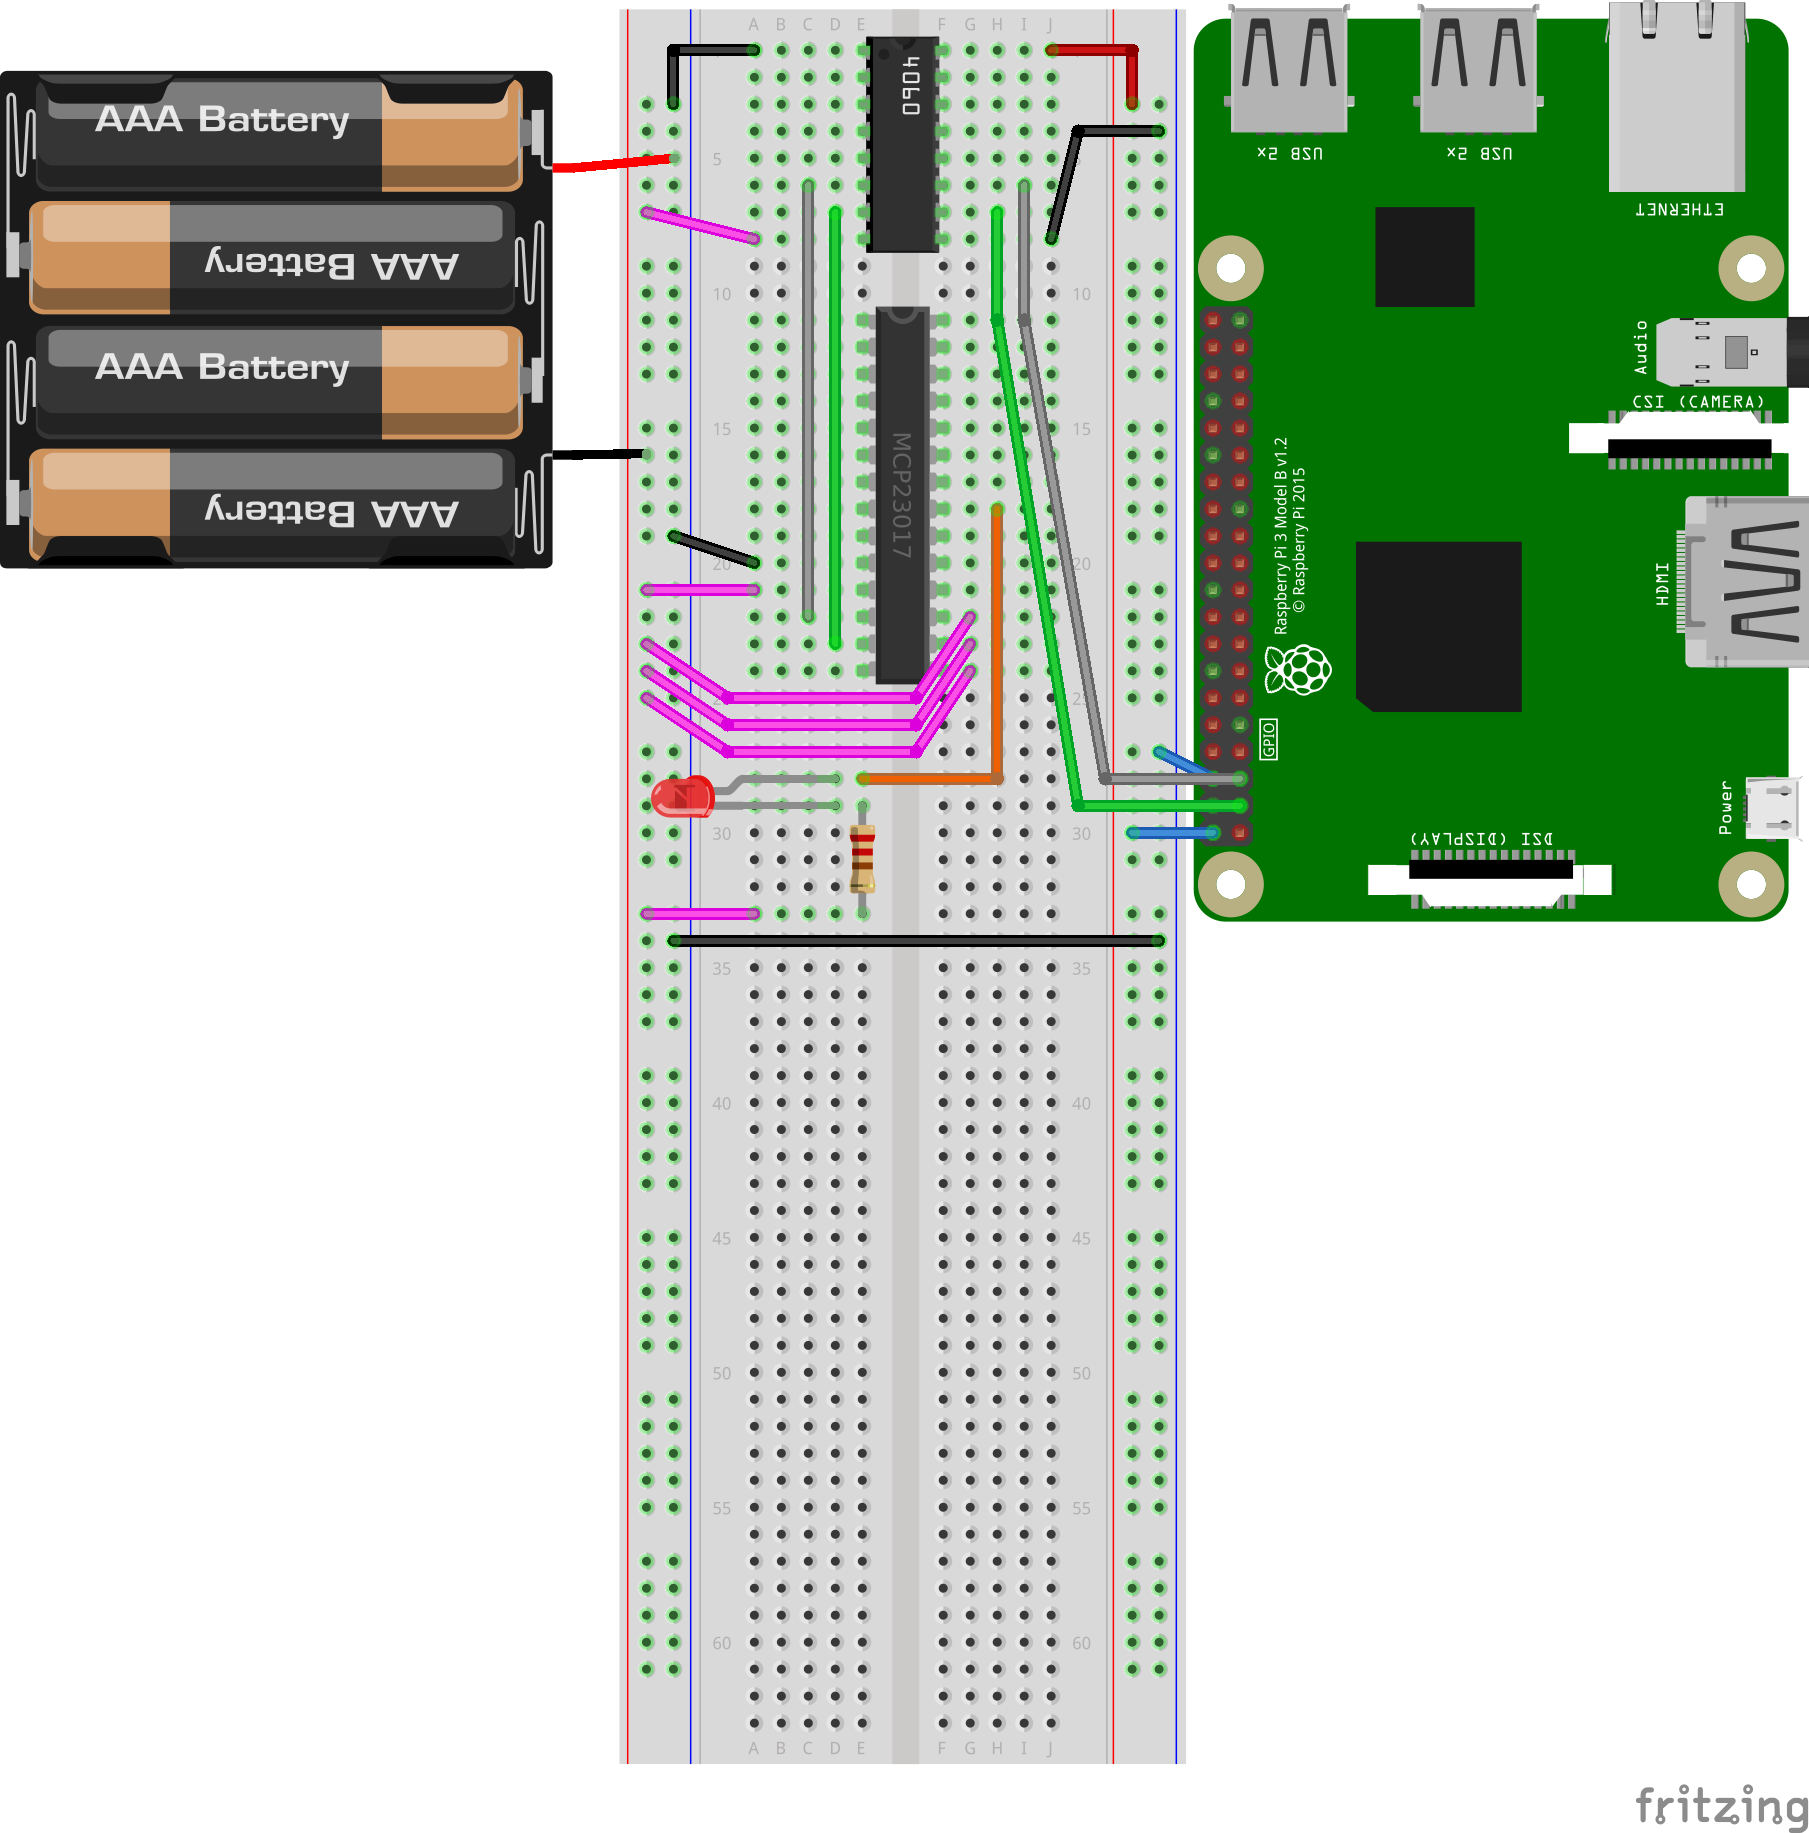 A B C D E F G H I J
4060
AAA Battery
AAA Battery
AAA Battery
AAA Battery
5
10
15
20
30
35
40
45
50
55
60
10
15
20
25
30
35
40
45
50
55
60
MCP23017
A B C D E F G H I J
USB 2x
USB 2x
ETHERNET
Audio
CSI (CAMERA)
Raspberry Pi 3 Model B v1.2
© Raspberry Pi 2015
HDMI
GPIO
Power
DSI (DISPLAY)
fritzing